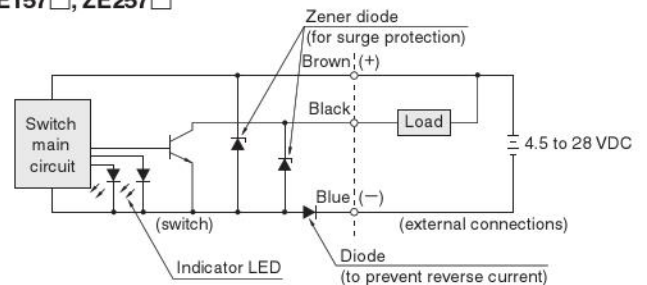 ZE257□
Zener diode
(for surge protection)
Brown (+)
Black
Load
Switch
main
circuit
4.5 to 28 VDC
Blue (−)
(switch)
(external connections)
Indicator LED
Diode
(to prevent reverse current)